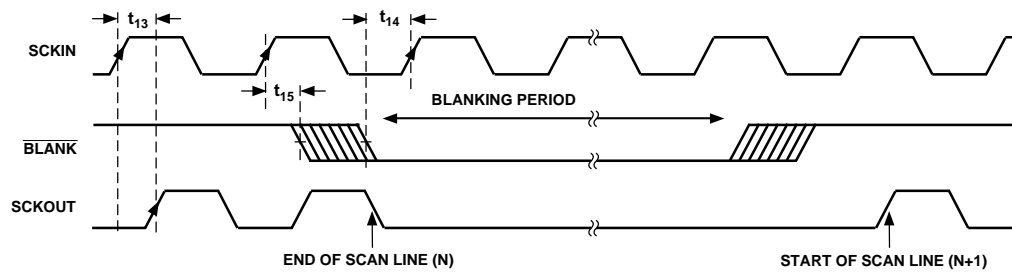 t13
t14
SCKIN
t15
BLANKING PERIOD
BLANK
SCKOUT
END OF SCAN LINE (N)
START OF SCAN LINE (N+1)